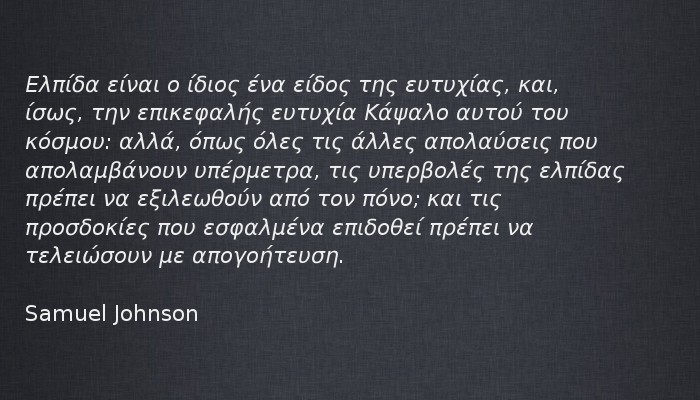 Ελπίδα είναι ο ίδιος ένα είδος της ευτυχίας, και,
ίσως, την επικεφαλής ευτυχία Κάψαλο αυτού του
κόσμου: αλλά, όπως όλες τις άλλες απολαύσεις που
απολαμβάνουν υπέρμετρα, τις υπερβολές της ελπίδας
πρέπει να εξιλεωθούν από τον πόνο; και τις
προσδοκίες που εσφαλμένα επιδοθεί πρέπει να
τελειώσουν με απογοήτευση.
Samuel Johnson